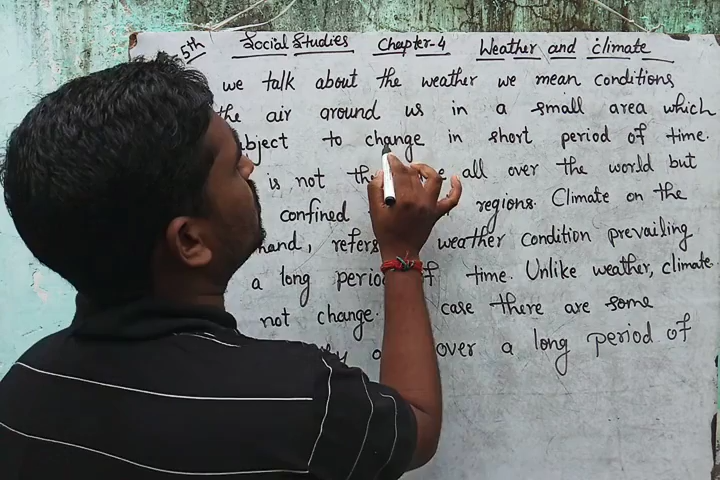 5th Social Studies Chapter-4 Weather and climate
we talk about the weather we mean conditions
the air around us in a small area which
to change in short period of time.
is not all over the world but
confined regions. Climate on the
refers weather condition prevailing
a long time. Unlike weather, climate
not change. case there are some
over a long period of